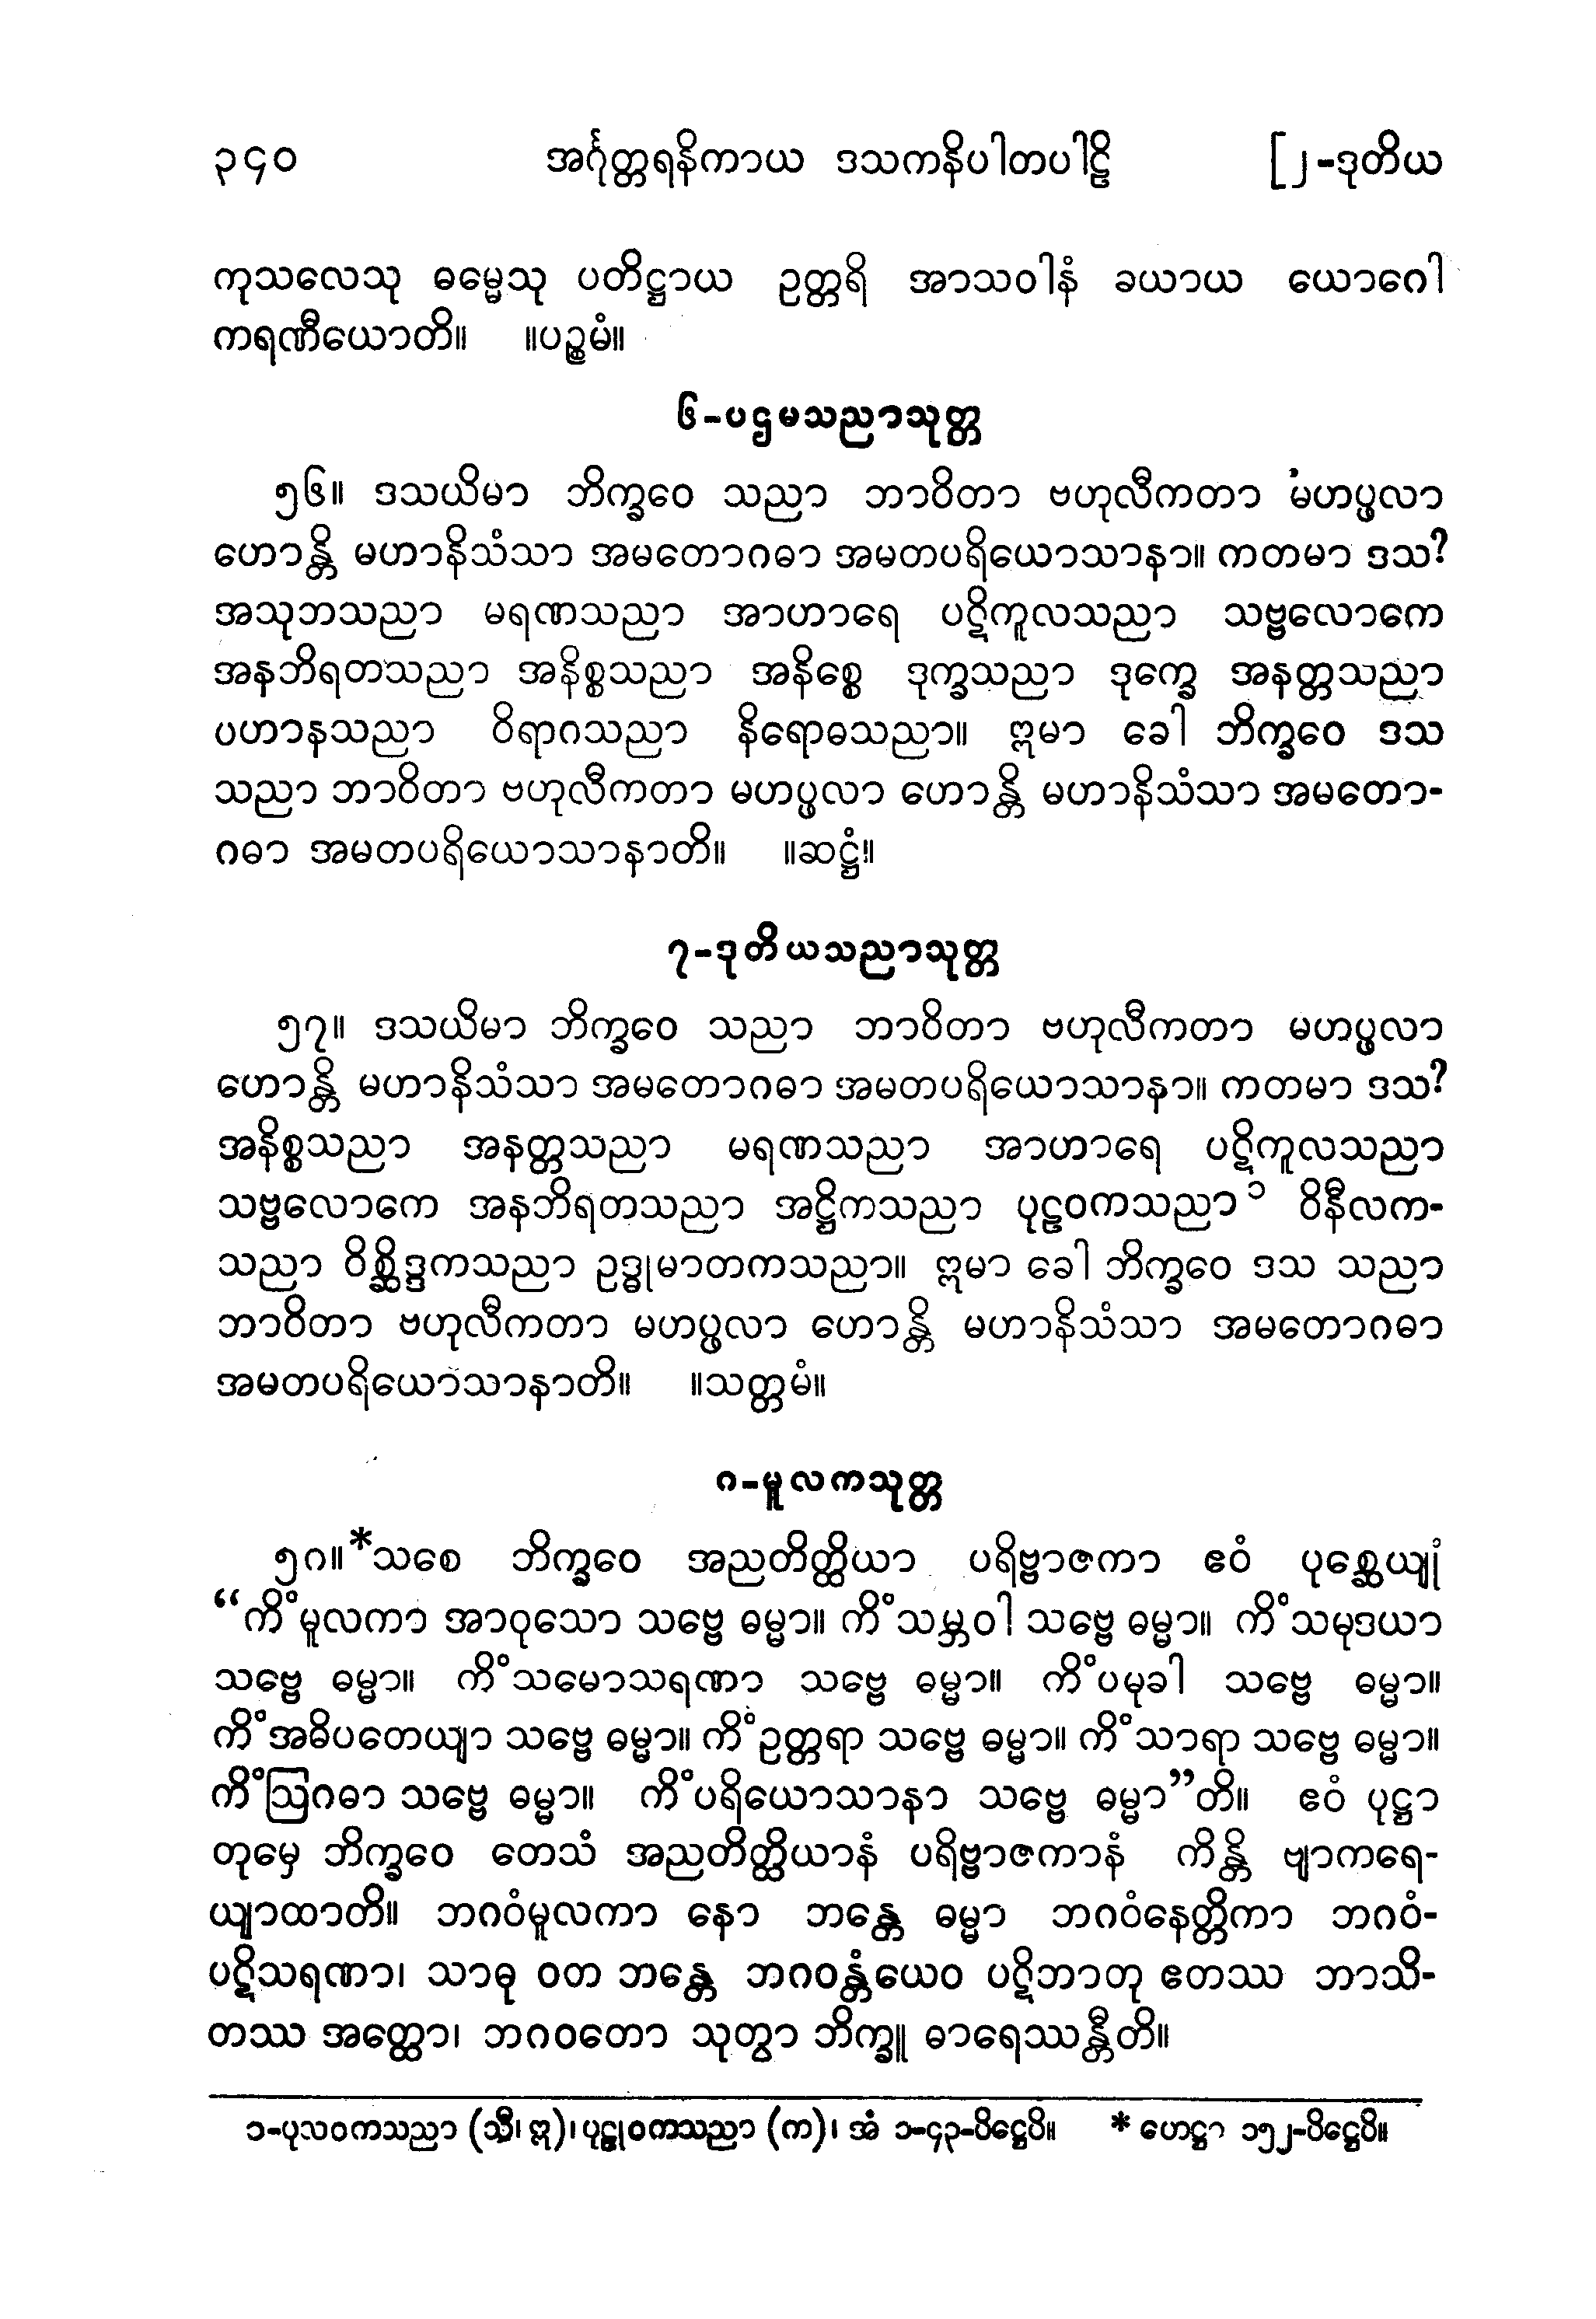 ၃၄၀ အင်္ဂုတ္တရနိကာယ ဒသကနိပါတပါဠိ [၂-ဒုတိယ
ကုသလေသု ဓမ္မေသု ပတိဋ္ဌာယ ဥတ္တရိ အာသဝါနံ ခယာယ ယောဂေါ
ကရဏီယောတိ။ ။ပဉ္စမံ။
၆-ပဌမသညာသုတ္တ
၅၆။ ဒသယိမာ ဘိက္ခဝေ သညာ ဘာဝိတာ ဗဟုလီကတာ မဟပ္ဖလာ
ဟောန္တိ မဟာနိသံသာ အမတောဂဓာ အမတပရိယောသာနာ။ ကတမာ ဒသ?
အသုဘသညာ မရဏသညာ အာဟာရေ ပဋိကူလသညာ သဗ္ဗလောကေ
အနဘိရတသညာ အနိစ္စသညာ အနိစ္စေ ဒုက္ခသညာ ဒုက္ခေ အနတ္တသညာ
ပဟာနသညာ ဝိရာဂသညာ နိရောဓသညာ။ ဣမာ ခေါ ဘိက္ခဝေ ဒသ
သညာ ဘာဝိတာ ဗဟုလီကတာ မဟပ္ဖလာ ဟောန္တိ မဟာနိသံသာ အမတော-
ဂဓာ အမတပရိယောသာနာတိ။ ။ဆဋ္ဌံ။
၇-ဒုတိယသညာသုတ္တ
၅၇။ ဒသယိမာ ဘိက္ခဝေ သညာ ဘာဝိတာ ဗဟုလီကတာ မဟပ္ဖလာ
ဟောန္တိ မဟာနိသံသာ အမတောဂဓာ အမတပရိယောသာနာ။ ကတမာ ဒသ?
အနိစ္စသညာ အနတ္တသညာ မရဏသညာ အာဟာရေ ပဋိကူလသညာ
သဗ္ဗလောကေ အနဘိရတသညာ အဋ္ဌိကသညာ ပုဠဝကသညာ ၁ ဝိနီလက-
သညာ ဝိစ္ဆိဒ္ဒကသညာ ဥဒ္ဓုမာတကသညာ။ ဣမာ ခေါ ဘိက္ခဝေ ဒသ သညာ
ဘာဝိတာ ဗဟုလီကတာ မဟပ္ဖလာ ဟောန္တိ မဟာနိသံသာ အမတောဂဓာ
အမတပရိယောသာနာတိ။ ။သတ္တမံ။
၈-မူလကသုတ္တ
၅၈။*သစေ ဘိက္ခဝေ အညတိတ္ထိယာ ပရိဗ္ဗာဇကာ ဧဝံ ပုစ္ဆေယျုံ
“ကိံမူလကာ အာဝုသော သဗ္ဗေ ဓမ္မာ။ ကိံသမ္ဘဝါ သဗ္ဗေ ဓမ္မာ။ ကိံသမုဒယာ
သဗ္ဗေ ဓမ္မာ။ ကိံသမောသရဏာ သဗ္ဗေ ဓမ္မာ။ ကိံပမုခါ သဗ္ဗေ ဓမ္မာ။
ကိံအဓိပတေယျာ သဗ္ဗေ ဓမ္မာ။ ကိံဥတ္တရာ သဗ္ဗေ ဓမ္မာ။ ကိံသာရာ သဗ္ဗေ ဓမ္မာ။
ကိံဩဂဓာ သဗ္ဗေ ဓမ္မာ။ ကိံပရိယောသာနာ သဗ္ဗေ ဓမ္မာ”တိ။ ဧဝံ ပုဋ္ဌာ
တုမှေ ဘိက္ခဝေ တေသံ အညတိတ္ထိယာနံ ပရိဗ္ဗာဇကာနံ ကိန္တိ ဗျာကရေ-
ယျာထာတိ။ ဘဂဝံမူလကာ နော ဘန္တေ ဓမ္မာ ဘဂဝံနေတ္တိကာ ဘဂဝံ-
ပဋိသရဏာ၊ သာဓု ဝတ ဘန္တေ ဘဂဝန္တံယေဝ ပဋိဘာတု ဧတဿ ဘာသိ-
တဿ အတ္ထော၊ ဘဂဝတော သုတွာ ဘိက္ခူ ဓာရေဿန္တီတိ။
၁-ပုလဝကသညာ (သီ၊ ဣ)၊ ပုဠုဝကသညာ (က)၊ အံ ၁-၄၃-ပိဋ္ဌေပိ။ * ဟေဋ္ဌာ ၁၅၂-ပိဋ္ဌေပိ။